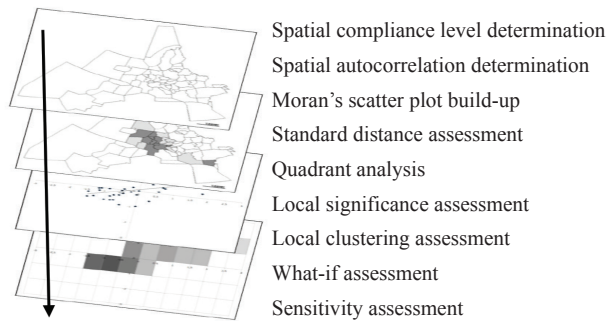 Spatial compliance level determination
Spatial autocorrelation determination
Moran's scatter plot build-up
Standard distance assessment
Quadrant analysis
Local significance assessment
Local clustering assessment
What-if assessment
Sensitivity assessment